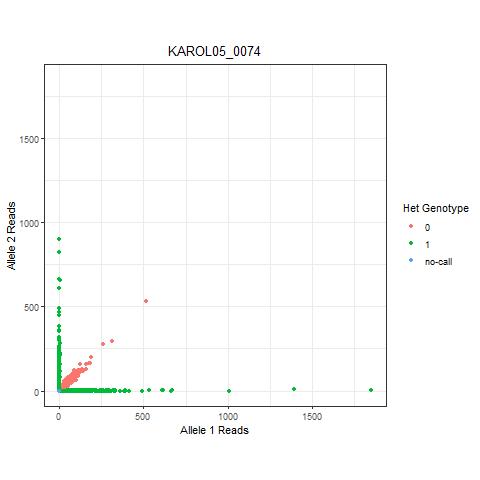 KAROL05_0074
Allele 2 Reads
1500
1000
500
0
0 500 1000 1500
Allele 1 Reads
Het Genotype
0
1
no-call